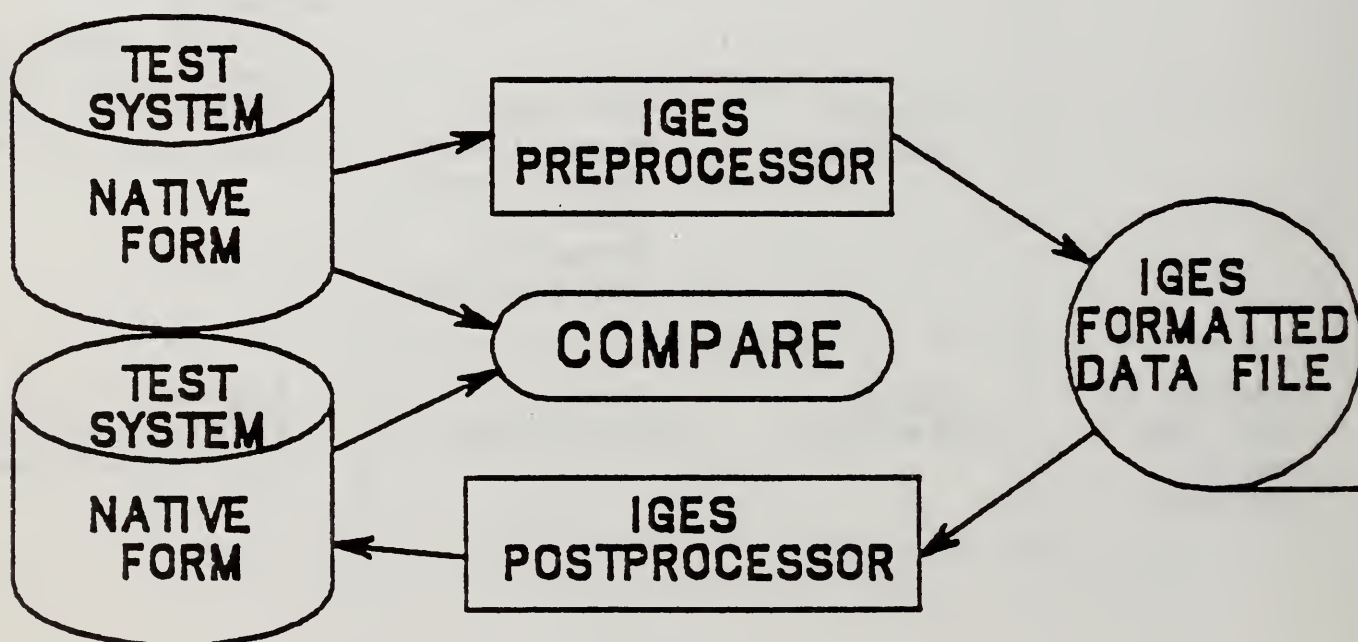 TEST
SYSTEM
NATIVE
FORM
IGES
PREPROCESSOR
COMPARE
IGES
FORMATTED
DATA FILE
TEST
SYSTEM
NATIVE
FORM
IGES
POSTPROCESSOR